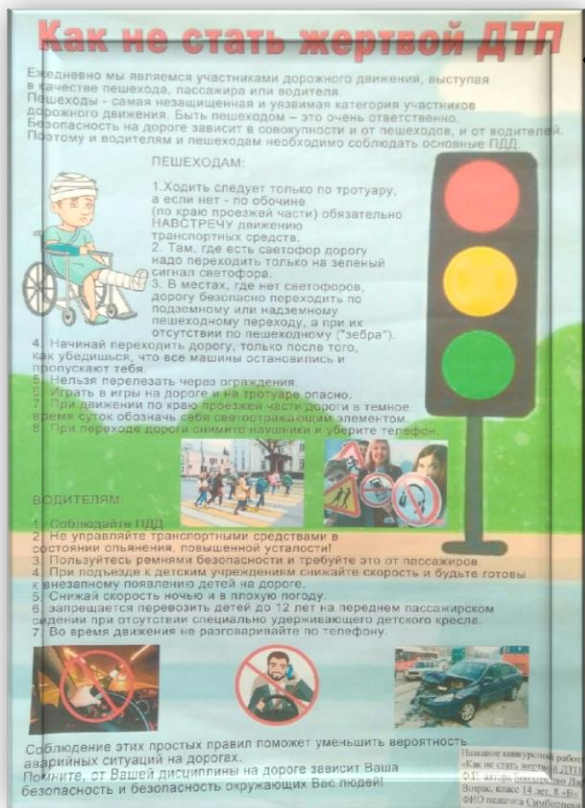 Как не стать жертвой ДТП
Ежедневно мы являемся участниками дорожного движения, выступая
в качестве пешехода, пассажира или водителя.
Пешеходы - самая незащищенная и уязвимая категория участников
дорожного движения. Быть пешеходом – это очень ответственно.
Безопасность на дороге зависит в совокупности и от пешеходов, и от водителей.
Поэтому и водителям и пешеходам необходимо соблюдать основные ПДД.
ПЕШЕХОДАМ:
1.Ходить следует только по тротуару,
а если нет - по обочине
(по краю проезжей части) обязательно
НАВСТРЕЧУ движению
транспортных средств.
2. Там, где есть светофор дорогу
надо переходить только на зеленый
сигнал светофора.
3. В местах, где нет светофоров,
дорогу безопасно переходить по
подземному или надземному
пешеходному переходу, а при их
отсутствии по пешеходному ("зебра").
4. Начинай переходить дорогу, только после того,
как убедишься, что все машины остановились и
пропускают тебя.
5. Нельзя перелезать через ограждения.
6. Играть в игры на дороге и на тротуаре опасно.
7. При движении по краю проезжей части дороги в темное
время суток обозначь себя светоотражающим элементом.
8. При переходе дороги снимите наушники и уберите телефон.
ВОДИТЕЛЯМ:
1. Соблюдайте ПДД
2. Не управляйте транспортными средствами в
состоянии опьянения, повышенной усталости!
3. Пользуйтесь ремнями безопасности и требуйте это от пассажиров.
4. При подъезде к детским учреждениям снижайте скорость и будьте готовы
к внезапному появлению детей на дороге.
5. Снижай скорость ночью и в плохую погоду.
6. запрещается перевозить детей до 12 лет на переднем пассажирском
сидении при отсутствии специально удерживающего детского кресле.
7. Во время движения не разговаривайте по телефону.
Соблюдение этих простых правил поможет уменьшить вероятность
аварийных ситуаций на дорогах.
Помните, от Вашей дисциплины на дороге зависит Ваша
безопасность и безопасность окружающих Вас людей!
Название конкурсной работы
«Как не стать жертвой ДТП»
Ф.И. автора
Возраст, класс 14 лет, 8 «В»
ФИО педагога